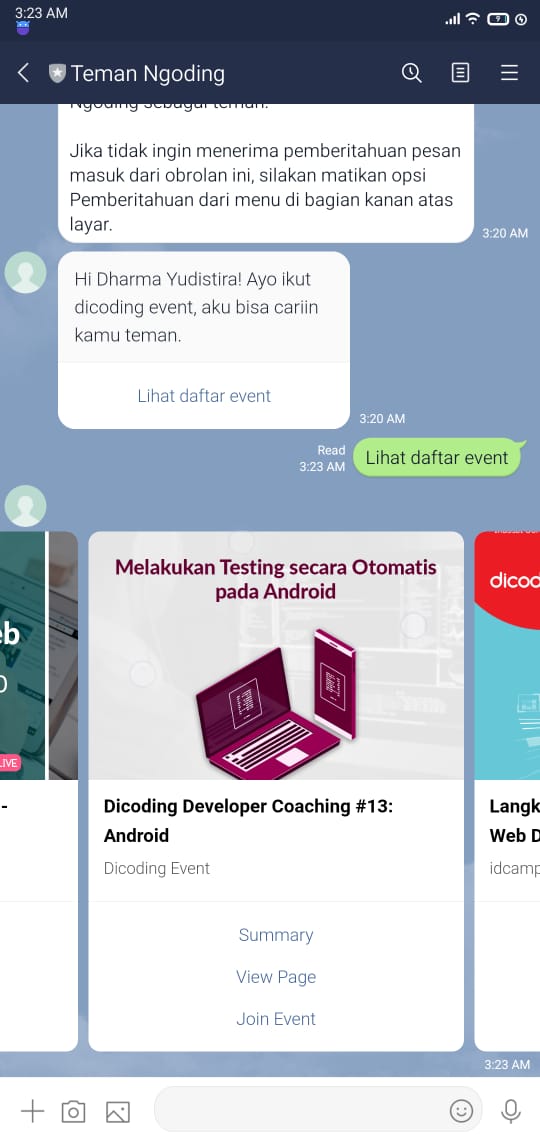 3:23 AM
9
Teman Ngoding
Ngoding sebagai teman.
Jika tidak ingin menerima pemberitahuan pesan
masuk dari obrolan ini, silakan matikan opsi
Pemberitahuan dari menu di bagian kanan atas
layar.
3:20 AM
Hi Dharma Yudistira! Ayo ikut
dicoding event, aku bisa cariin
kamu teman.
Lihat daftar event
3:20 AM
Read
3:23 AM
Lihat daftar event
eb
0
LIVE
-
Melakukan Testing secara Otomatis
pada Android
Dicoding Developer Coaching #13:
Android
Dicoding Event
Summary
View Page
Join Event
dicod
Langk
Web D
idcamp
3:23 AM